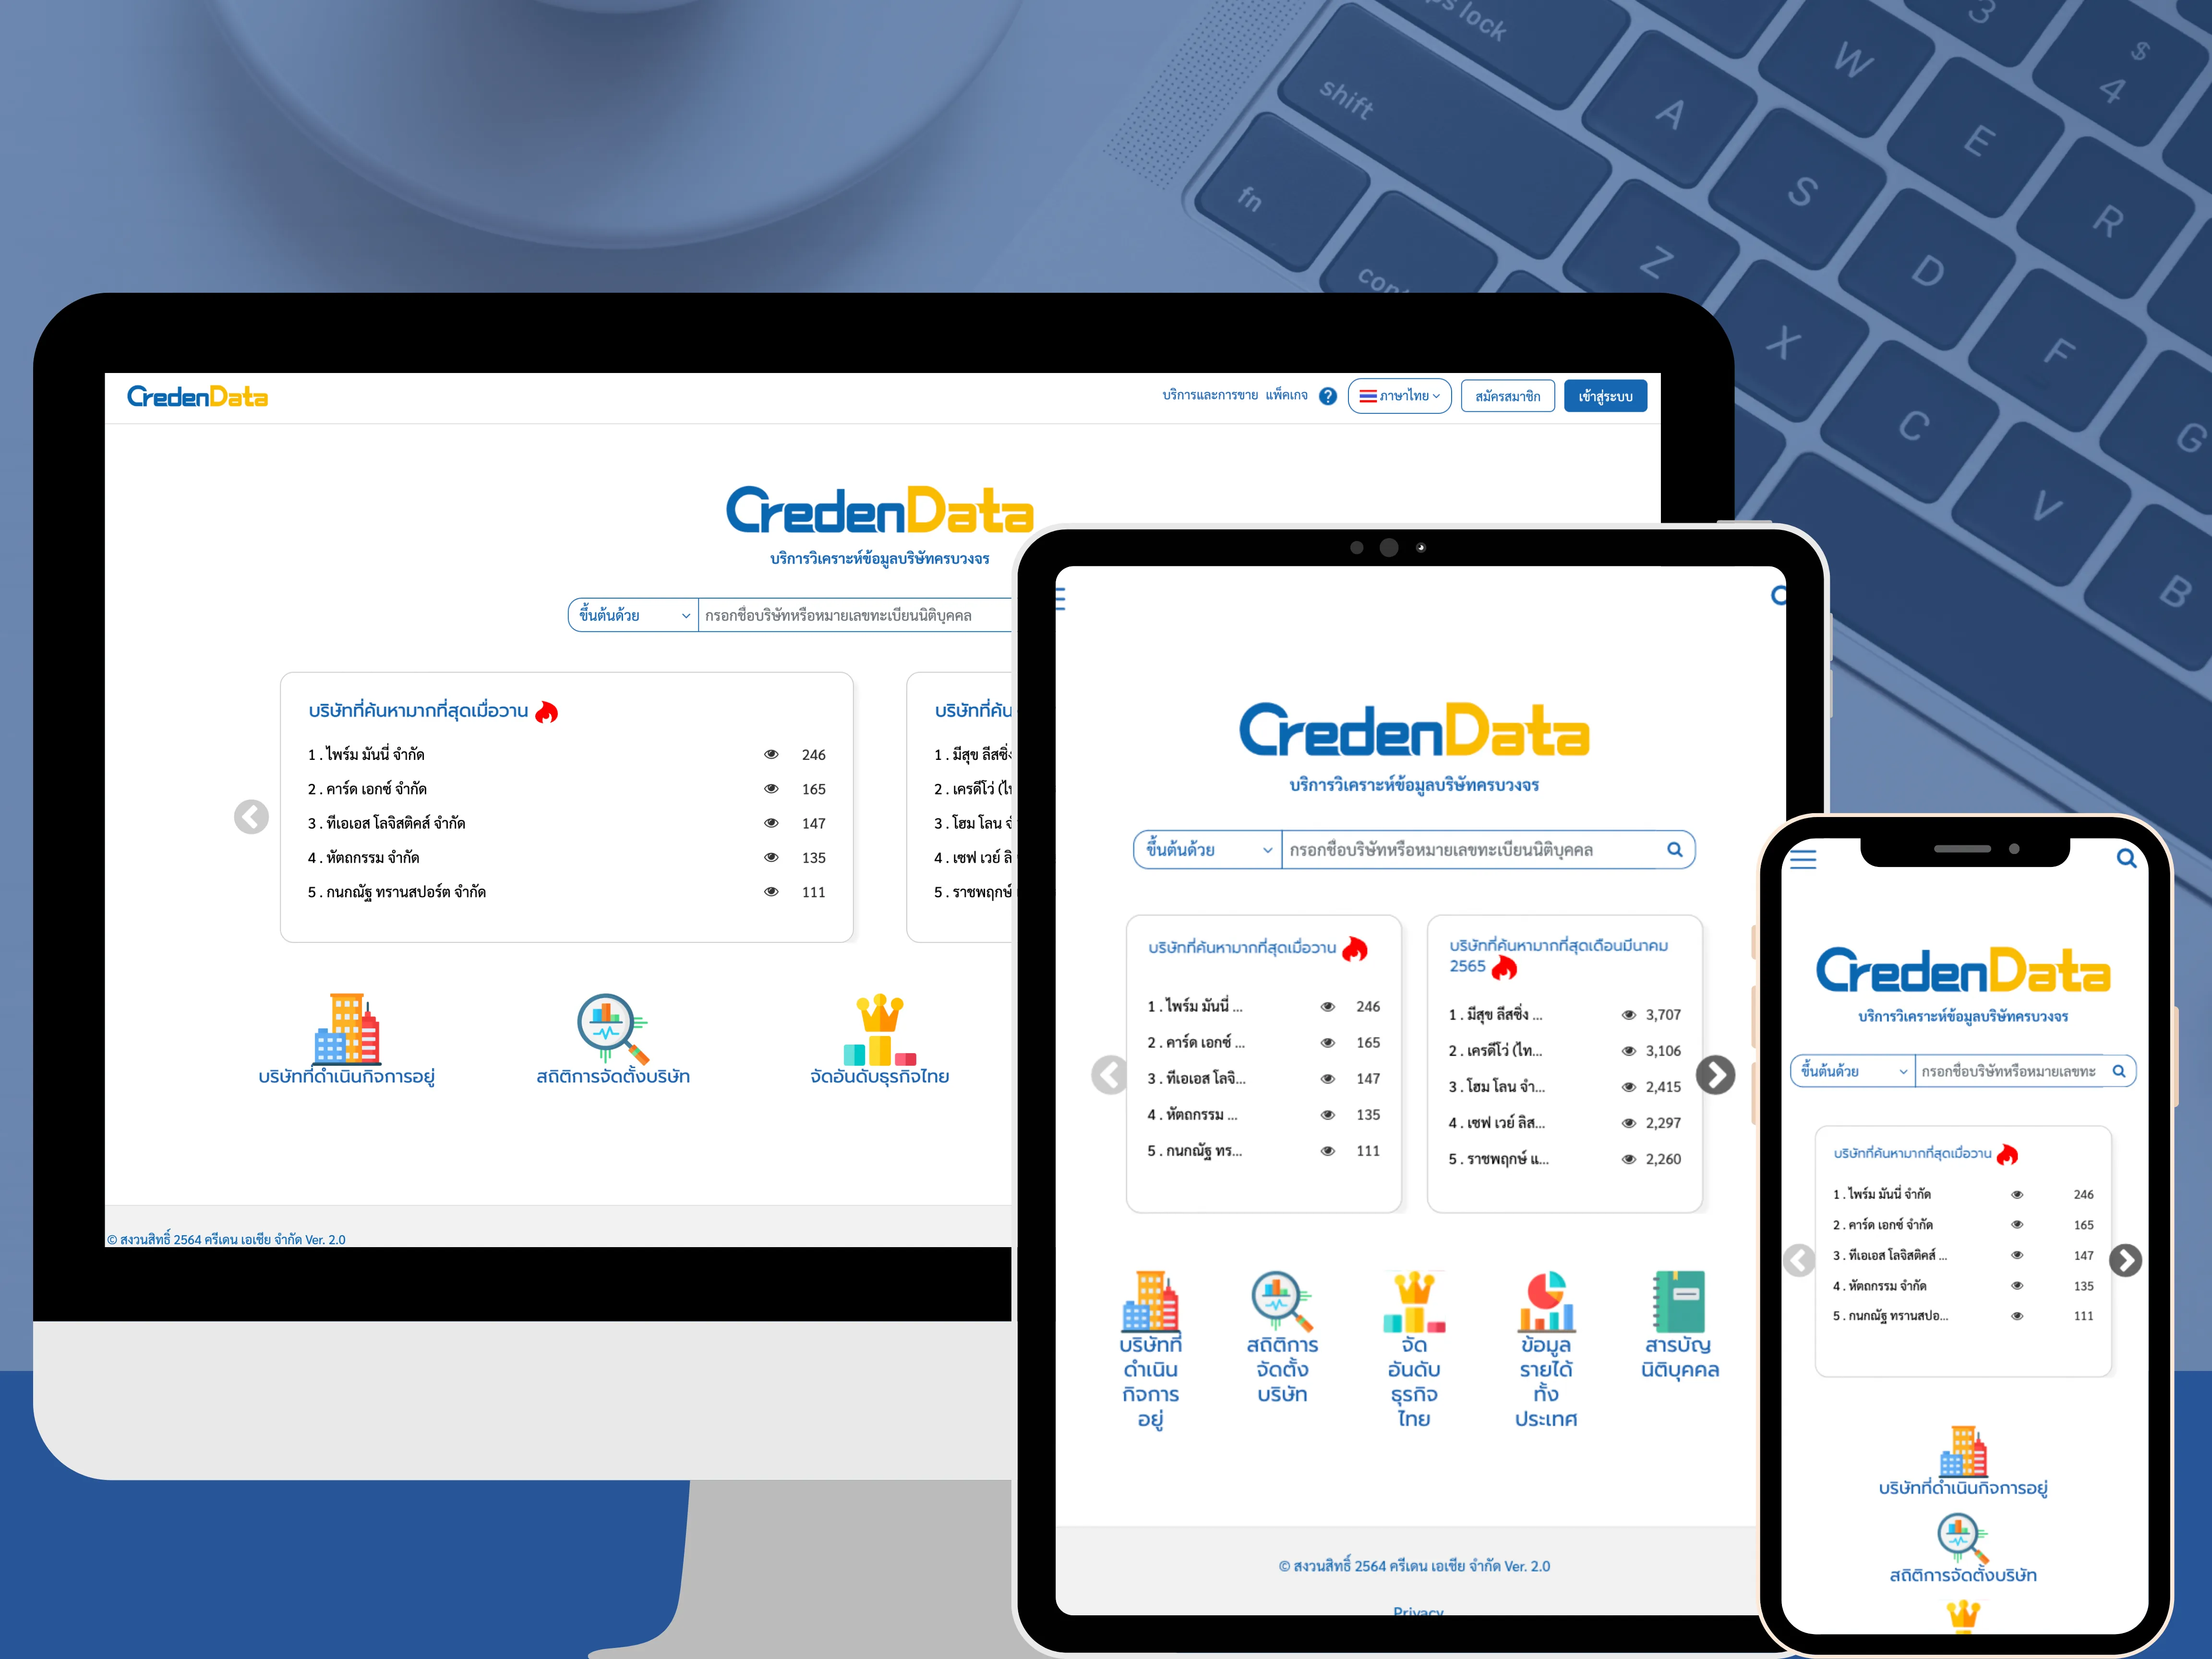 ps lock
3
$
4
shift
A
W
E
R
fn
Z
S
D
F
G
X
C
V
B
CredenData
บริการและการขาย แพ็คเกจ ? ภาษาไทย สมัครสมาชิก เข้าสู่ระบบ
CredenData
บริการวิเคราะห์ข้อมูลบริษัทครบวงจร
ขึ้นต้นด้วย กรอกชื่อบริษัทหรือหมายเลขทะเบียนนิติบุคคล
บริษัทที่ค้นหามากที่สุดเมื่อวาน
1 . ไพร์ม มันนี่ จำกัด 246
2 . คาร์ด เอกซ์ จำกัด 165
3 . ทีเอเอส โลจิสติคส์ จำกัด 147
4 . หัตถกรรม จำกัด 135
5 . กนกณัฐ ทรานสปอร์ต จำกัด 111
บริษัทที่ค้น
1 . มีสุข ลีสซิ่ง
2 . เครดีโว่ (ไท
3 . โฮม โลน จำ
4 . เซฟ เวย์ ลิ
5 . ราชพฤกษ์
บริษัทที่ดำเนินกิจการอยู่
สถิติการจัดตั้งบริษัท
จัดอันดับธุรกิจไทย
© สงวนสิทธิ์ 2564 ครีเดน เอเชีย จำกัด Ver. 2.0
CredenData
บริการวิเคราะห์ข้อมูลบริษัทครบวงจร
ขึ้นต้นด้วย กรอกชื่อบริษัทหรือหมายเลขทะเบียนนิติบุคคล
บริษัทที่ค้นหามากที่สุดเมื่อวาน
1 . ไพร์ม มันนี่ ... 246
2 . คาร์ด เอกซ์ ... 165
3 . ทีเอเอส โลจิ... 147
4 . หัตถกรรม ... 135
5 . กนกณัฐ ทร... 111
บริษัทที่ค้นหามากที่สุดเดือนมีนาคม
2565
1 . มีสุข ลีสซิ่ง ... 3,707
2 . เครดีโว่ (ไท... 3,106
3 . โฮม โลน จำ... 2,415
4 . เซฟ เวย์ ลิส... 2,297
5 . ราชพฤกษ์ แ... 2,260
บริษัทที่
ดำเนิน
กิจการ
อยู่
สถิติการ
จัดตั้ง
บริษัท
จัด
อันดับ
ธุรกิจ
ไทย
ข้อมูล
รายได้
ทั้ง
ประเทศ
สารบัญ
นิติบุคคล
© สงวนสิทธิ์ 2564 ครีเดน เอเชีย จำกัด Ver. 2.0
Privacy
CredenData
บริการวิเคราะห์ข้อมูลบริษัทครบวงจร
ขึ้นต้นด้วย กรอกชื่อบริษัทหรือหมายเลขทะ
บริษัทที่ค้นหามากที่สุดเมื่อวาน
1 . ไพร์ม มันนี่ จำกัด 246
2 . คาร์ด เอกซ์ จำกัด 165
3 . ทีเอเอส โลจิสติคส์ ... 147
4 . หัตถกรรม จำกัด 135
5 . กนกณัฐ ทรานสปอ... 111
บริษัทที่ดำเนินกิจการอยู่
สถิติการจัดตั้งบริษัท